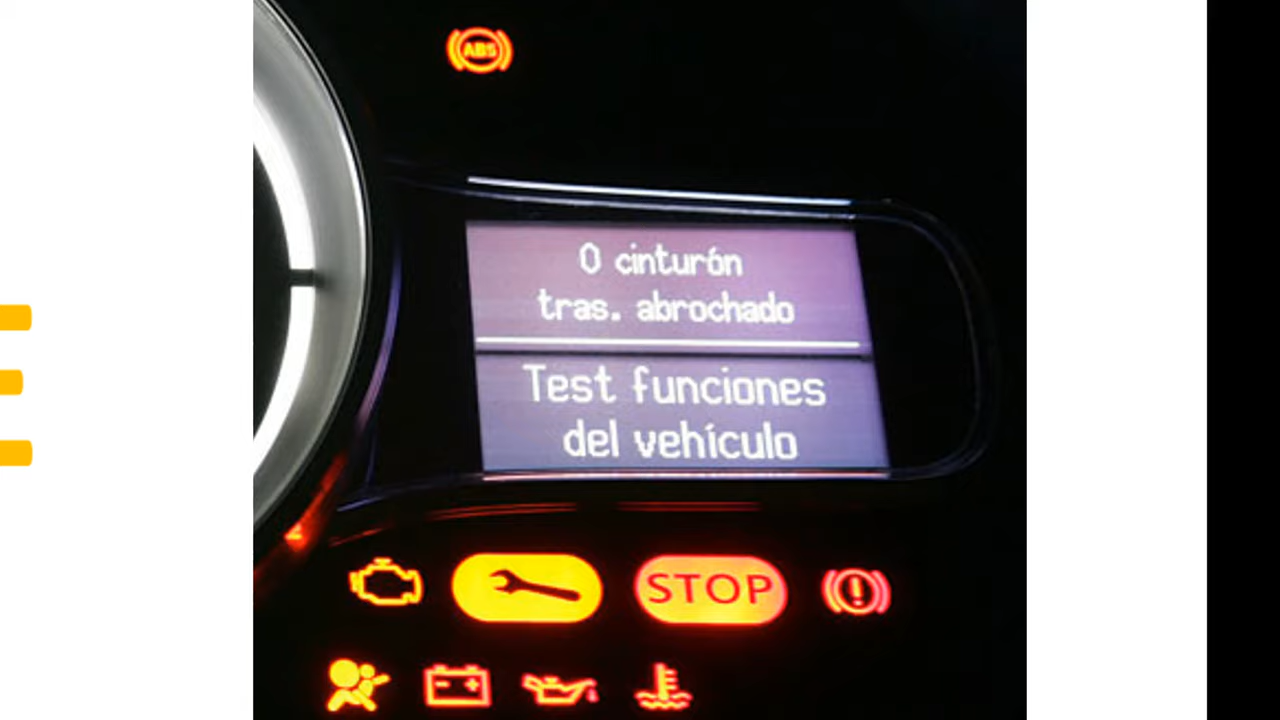 ABS
0 cinturón
tras. abrochado
Test funciones
del vehículo
STOP